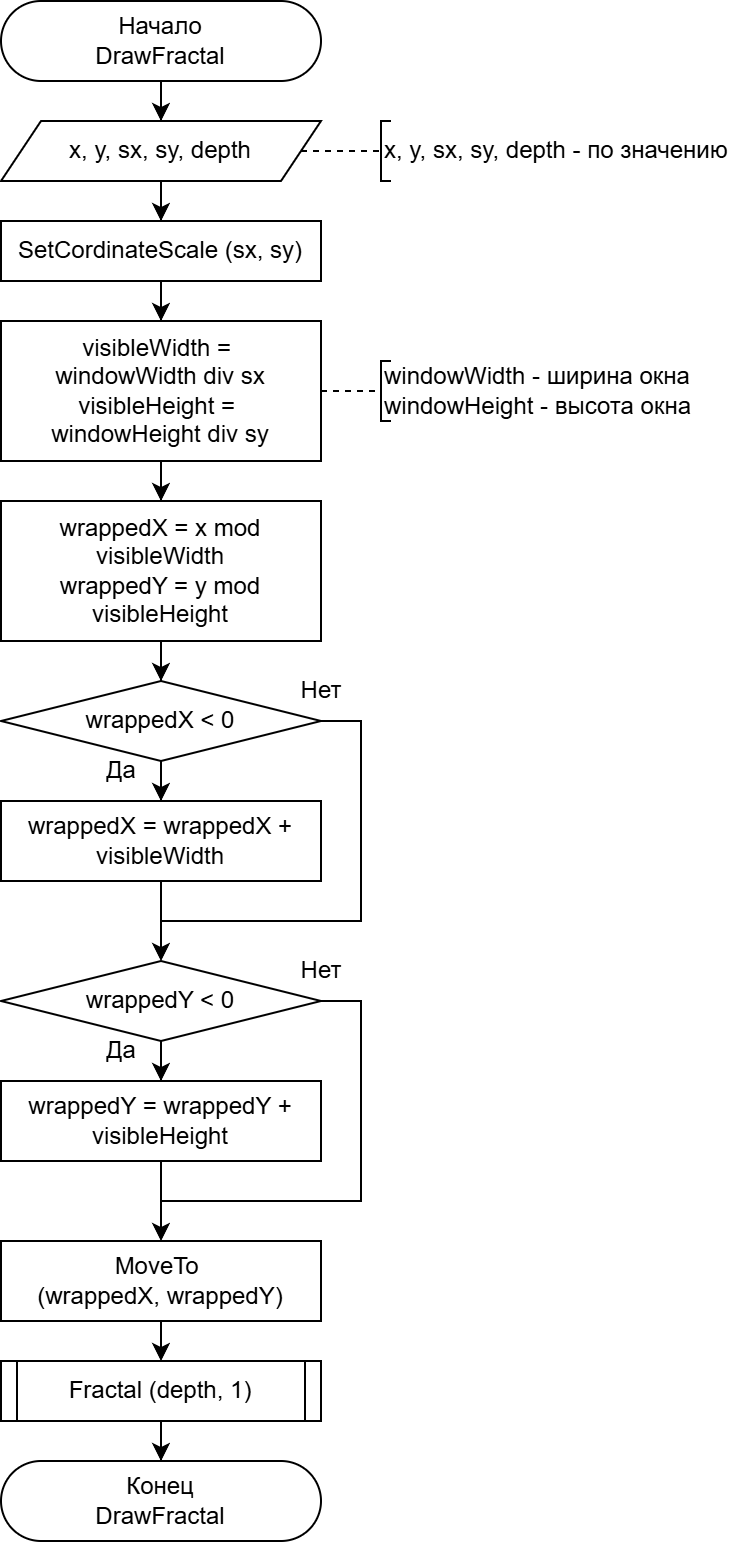 Начало
DrawFractal
x, y, sx, sy, depth
x, y, sx, sy, depth - по значению
SetCordinateScale (sx, sy)
visibleWidth =
windowWidth div sx
visibleHeight =
windowHeight div sy
windowWidth - ширина окна
windowHeight - высота окна
wrappedX = x mod
visibleWidth
wrappedY = y mod
visibleHeight
Нет
wrappedX < 0
Да
wrappedX = wrappedX +
visibleWidth
Нет
wrappedY < 0
Да
wrappedY = wrappedY +
visibleHeight
MoveTo
(wrappedX, wrappedY)
Fractal (depth, 1)
Конец
DrawFractal